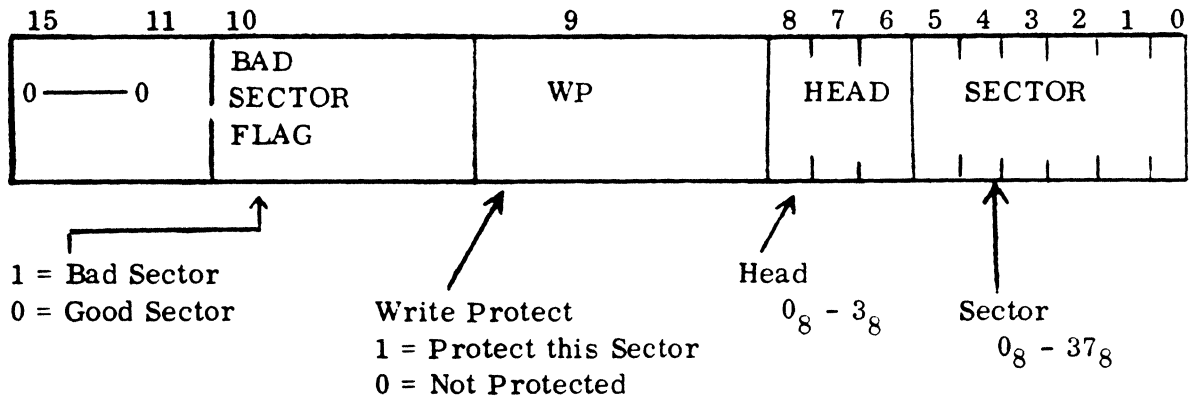 15 11 10 9 8 7 6 5 4 3 2 1 0
0 — 0
BAD
SECTOR
FLAG
WP
HEAD
SECTOR
1 = Bad Sector
0 = Good Sector
Write Protect
1 = Protect this Sector
0 = Not Protected
Head
0₈ - 3₈
Sector
0₈ - 37₈